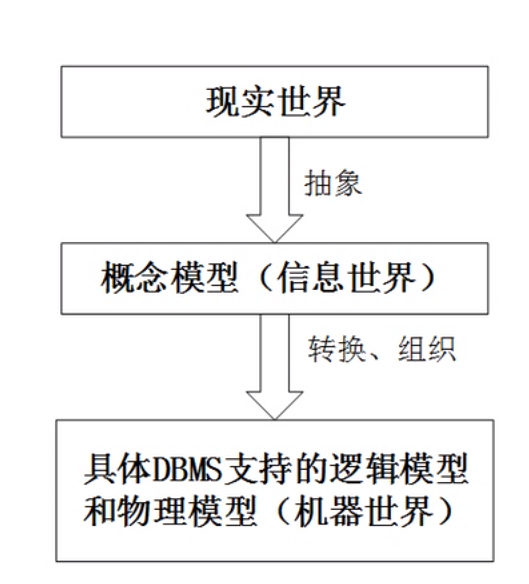 现实世界
抽象
概念模型（信息世界）
转换、组织
具体DBMS支持的逻辑模型
和物理模型（机器世界）